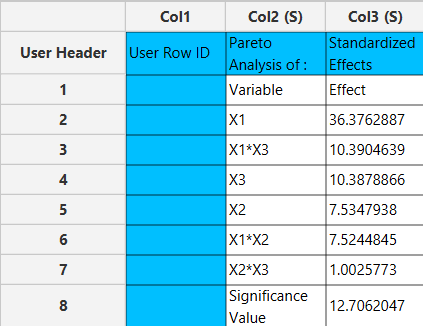 Col1 Col2 (S) Col3 (S)
User Header User Row ID Pareto Analysis of : Standardized Effects
1 Variable Effect
2 X1 36.3762887
3 X1*X3 10.3904639
4 X3 10.3878866
5 X2 7.5347938
6 X1*X2 7.5244845
7 X2*X3 1.0025773
8 Significance Value 12.7062047